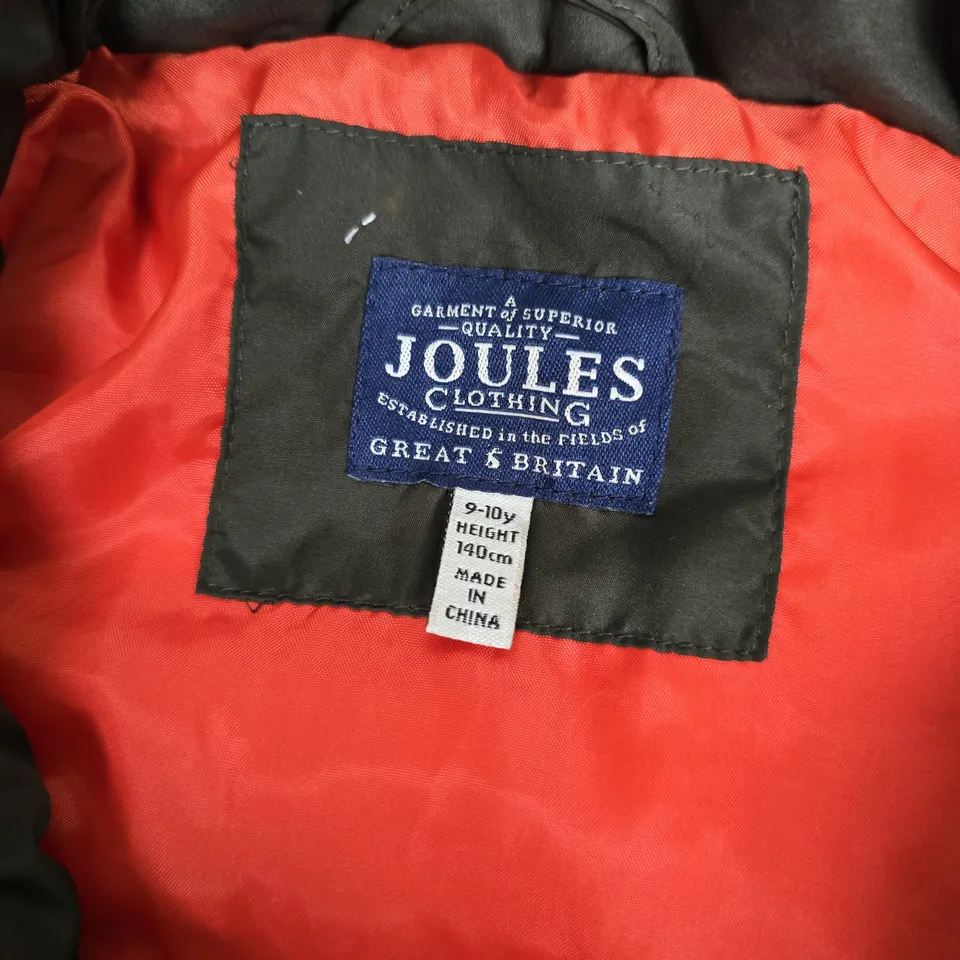 A
GARMENT of SUPERIOR
QUALITY
JOULES
CLOTHING
ESTABLISHED in the FIELDS of
GREAT BRITAIN
9-10y
HEIGHT
140cm
MADE
IN
CHINA